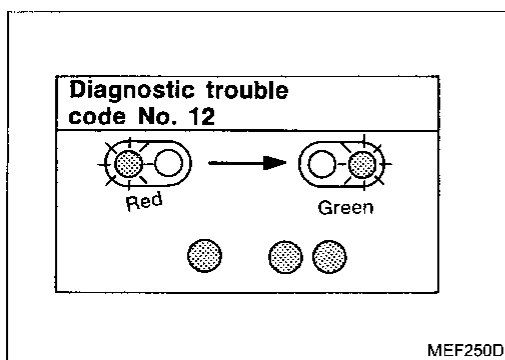 Diagnostic trouble
code No. 12
Red
Green
MEF250D